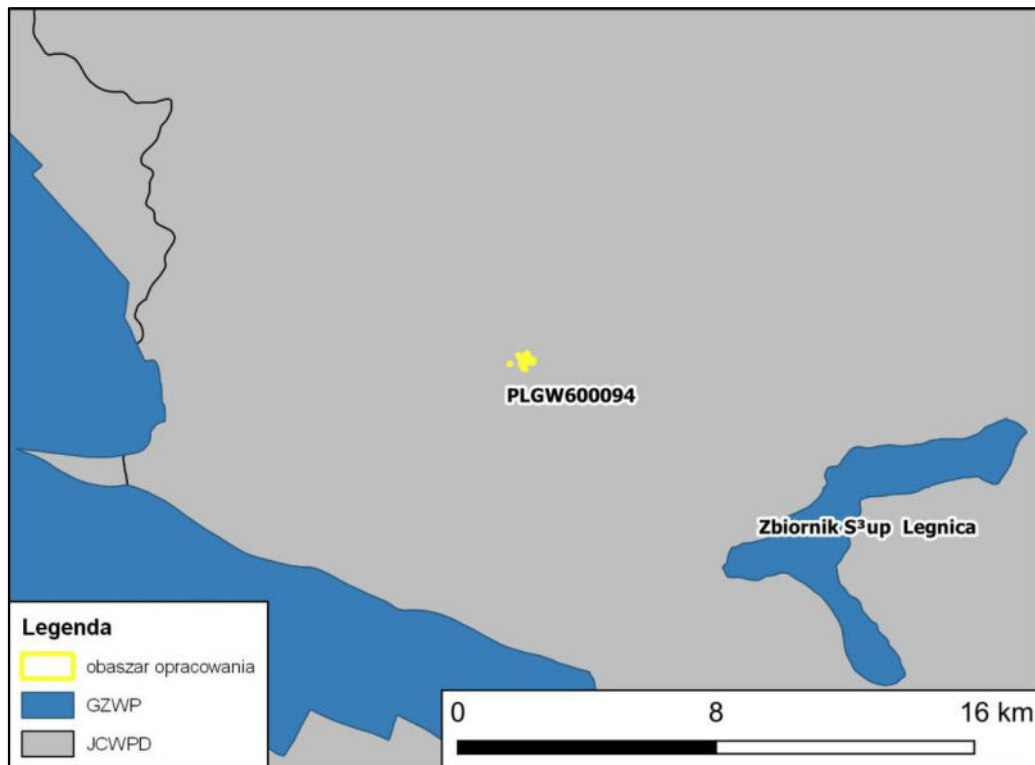 PLGW600094
Zbiornik S³up Legnica
Legenda
obaszar opracowania
GZWP
JCWPD
0 8 16 km